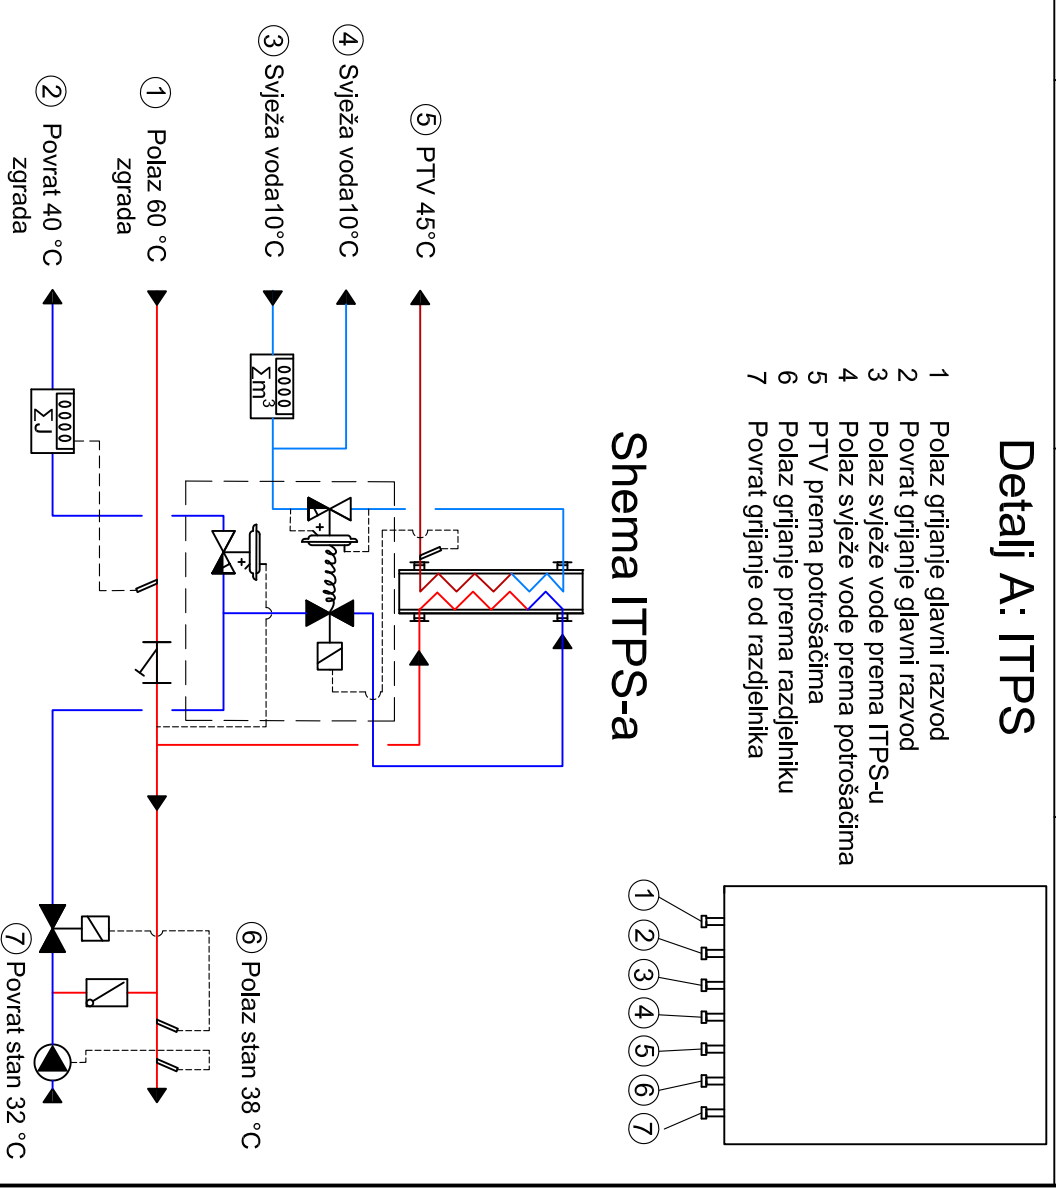 Detalj A: ITPS
1 Polaz grijanje glavni razvod
2 Povrat grijanje glavni razvod
3 Polaz svježe vode prema ITPS-u
4 Polaz svježe vode prema potrošačima
5 PTV prema potrošačima
6 Polaz grijanje prema razdjelniku
7 Povrat grijanje od razdjelnika
1
2
3
4
5
6
7
Shema ITPS-a
5 PTV 45°C
4 Svježa voda10°C
3 Svježa voda10°C
0000
Σm³
+
+
1 Polaz 60 °C
zgrada
2 Povrat 40 °C
zgrada
0000
ΣJ
6 Polaz stan 38 °C
7 Povrat stan 32 °C